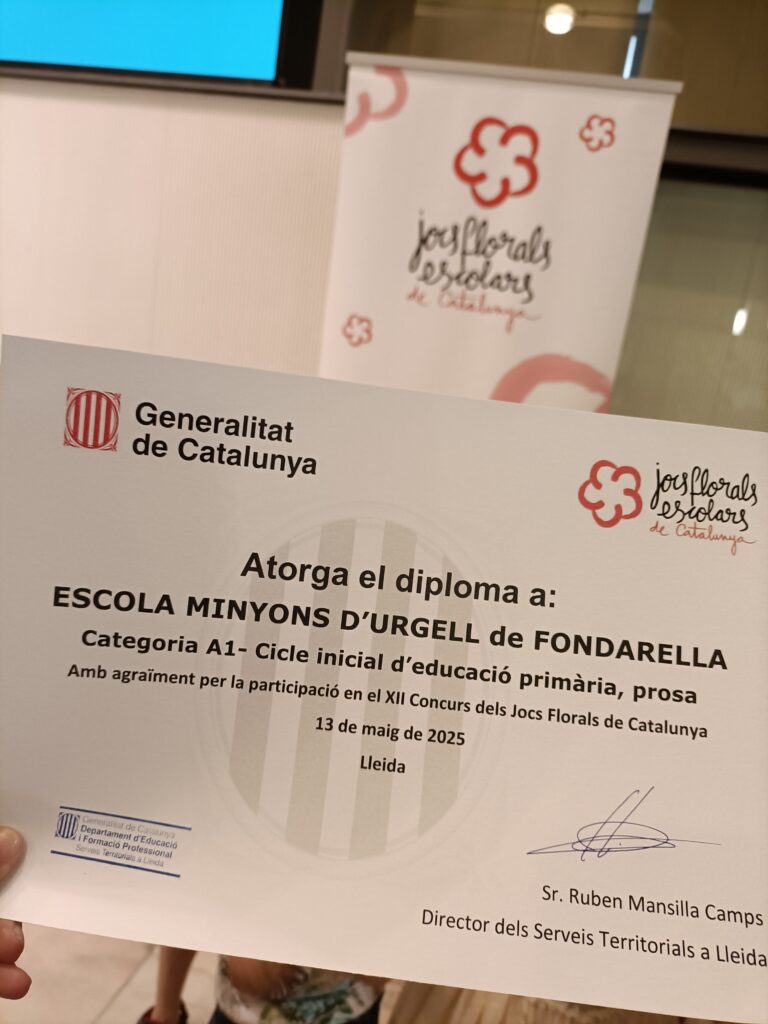 jocs florals
escolars
de Catalunya
Generalitat
de Catalunya
jocs florals
escolars
de Catalunya
Atorga el diploma a:
ESCOLA MINYONS D'URGELL de FONDARELLA
Categoria A1- Cicle inicial d'educació primària, prosa
Amb agraïment per la participació en el XII Concurs dels Jocs Florals de Catalunya
13 de maig de 2025
Lleida
Generalitat de Catalunya
Departament d'Educació
i Formació Professional
Serveis Territorials a Lleida
Sr. Ruben Mansilla Camps
Director dels Serveis Territorials a Lleida